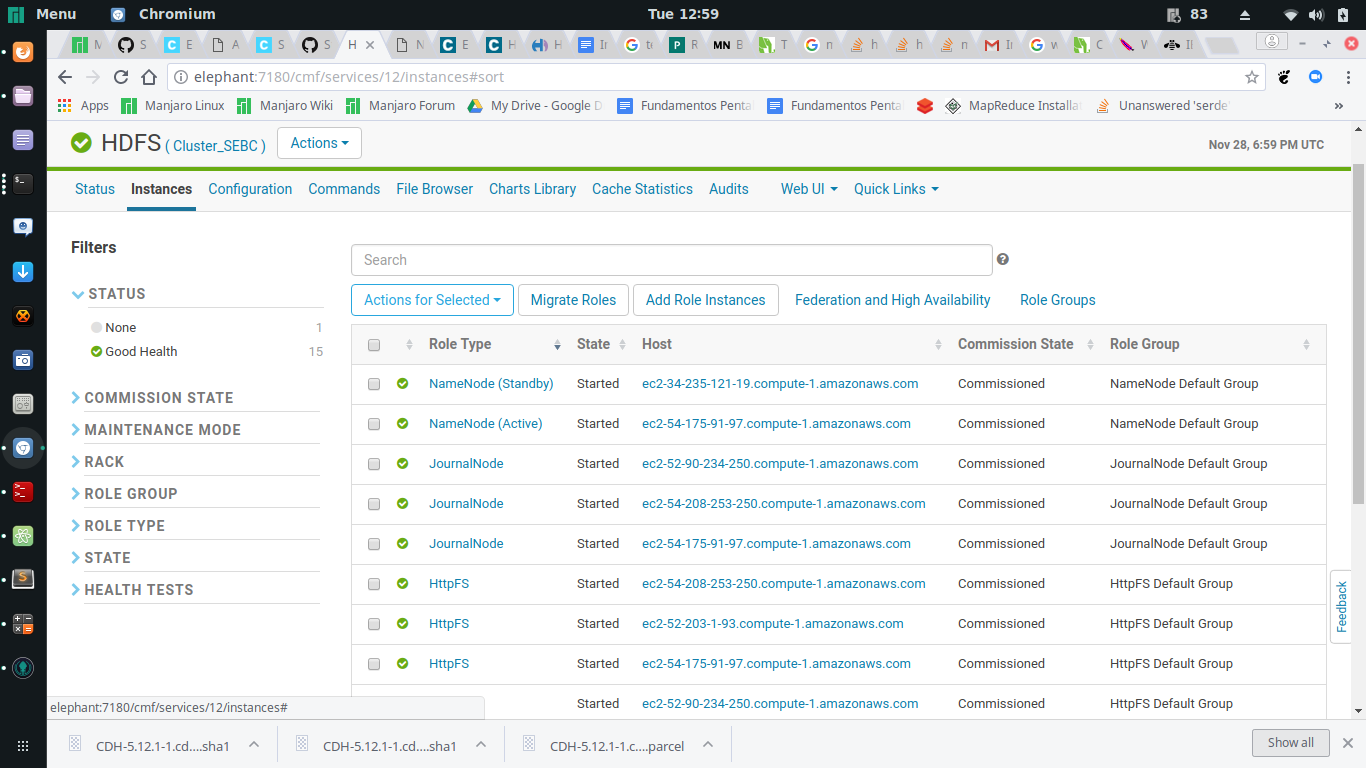 Menu Chromium Tue 12:59 83
M S C E A C S H N C E C H H In G te P R MN B T G n h h n M In G w C W II
elephant:7180/cmf/services/12/instances#sort
Apps Manjaro Linux Manjaro Wiki Manjaro Forum My Drive - Google D Fundamentos Penta Fundamentos Penta MapReduce Installa Unanswered 'serde' »
HDFS ( Cluster_SEBC ) Actions Nov 28, 6:59 PM UTC
Status Instances Configuration Commands File Browser Charts Library Cache Statistics Audits Web UI Quick Links
Filters
Search
STATUS
None 1
Good Health 15
COMMISSION STATE
MAINTENANCE MODE
RACK
ROLE GROUP
ROLE TYPE
STATE
HEALTH TESTS
Actions for Selected Migrate Roles Add Role Instances Federation and High Availability Role Groups
Role Type State Host Commission State Role Group
NameNode (Standby) Started ec2-34-235-121-19.compute-1.amazonaws.com Commissioned NameNode Default Group
NameNode (Active) Started ec2-54-175-91-97.compute-1.amazonaws.com Commissioned NameNode Default Group
JournalNode Started ec2-52-90-234-250.compute-1.amazonaws.com Commissioned JournalNode Default Group
JournalNode Started ec2-54-208-253-250.compute-1.amazonaws.com Commissioned JournalNode Default Group
JournalNode Started ec2-54-175-91-97.compute-1.amazonaws.com Commissioned JournalNode Default Group
HttpFS Started ec2-54-208-253-250.compute-1.amazonaws.com Commissioned HttpFS Default Group
HttpFS Started ec2-52-203-1-93.compute-1.amazonaws.com Commissioned HttpFS Default Group
HttpFS Started ec2-54-175-91-97.compute-1.amazonaws.com Commissioned HttpFS Default Group
Started ec2-52-90-234-250.compute-1.amazonaws.com Commissioned HttpFS Default Group
Feedback
elephant:7180/cmf/services/12/instances#
CDH-5.12.1-1.cd....sha1 CDH-5.12.1-1.cd....sha1 CDH-5.12.1-1.c....parcel Show all